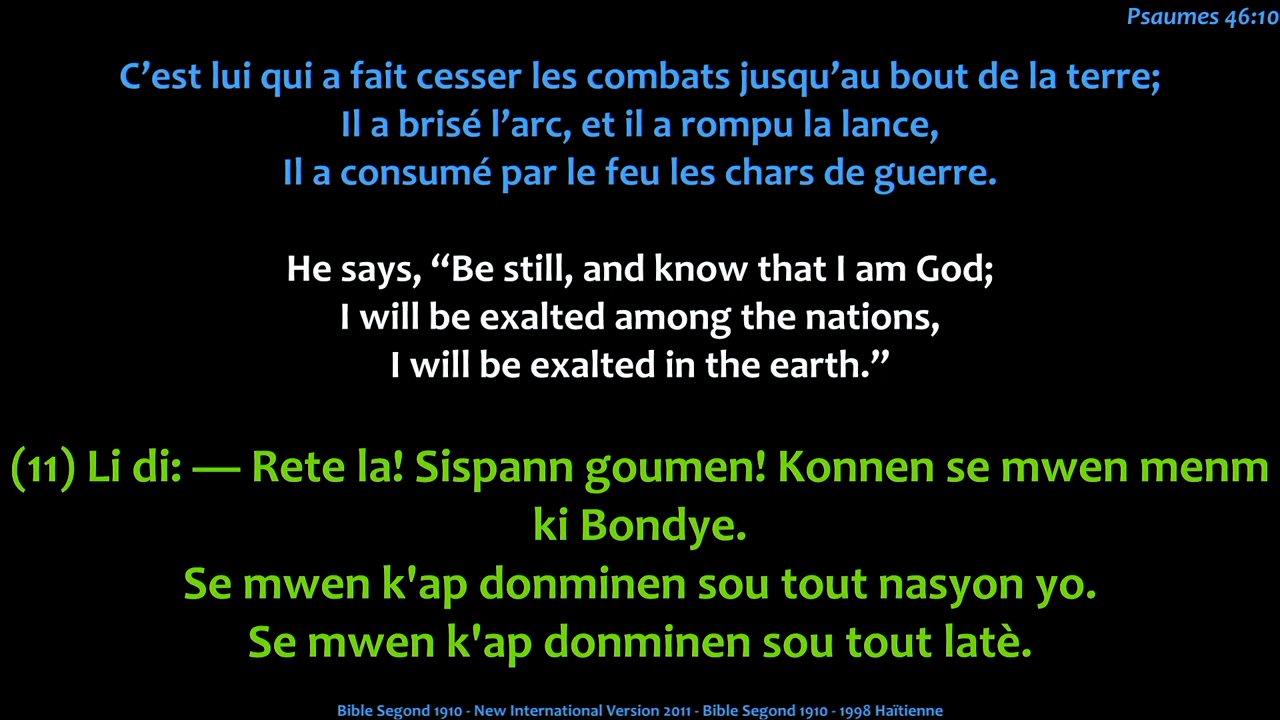 Psaumes 46:10
C’est lui qui a fait cesser les combats jusqu’au bout de la terre;
Il a brisé l’arc, et il a rompu la lance,
Il a consumé par le feu les chars de guerre.
He says, “Be still, and know that I am God;
I will be exalted among the nations,
I will be exalted in the earth.”
(11) Li di: — Rete la! Sispann goumen! Konnen se mwen menm
ki Bondye.
Se mwen k'ap donminen sou tout nasyon yo.
Se mwen k'ap donminen sou tout latè.
Bible Segond 1910 - New International Version 2011 - Bible Segond 1910 - 1998 Haïtienne